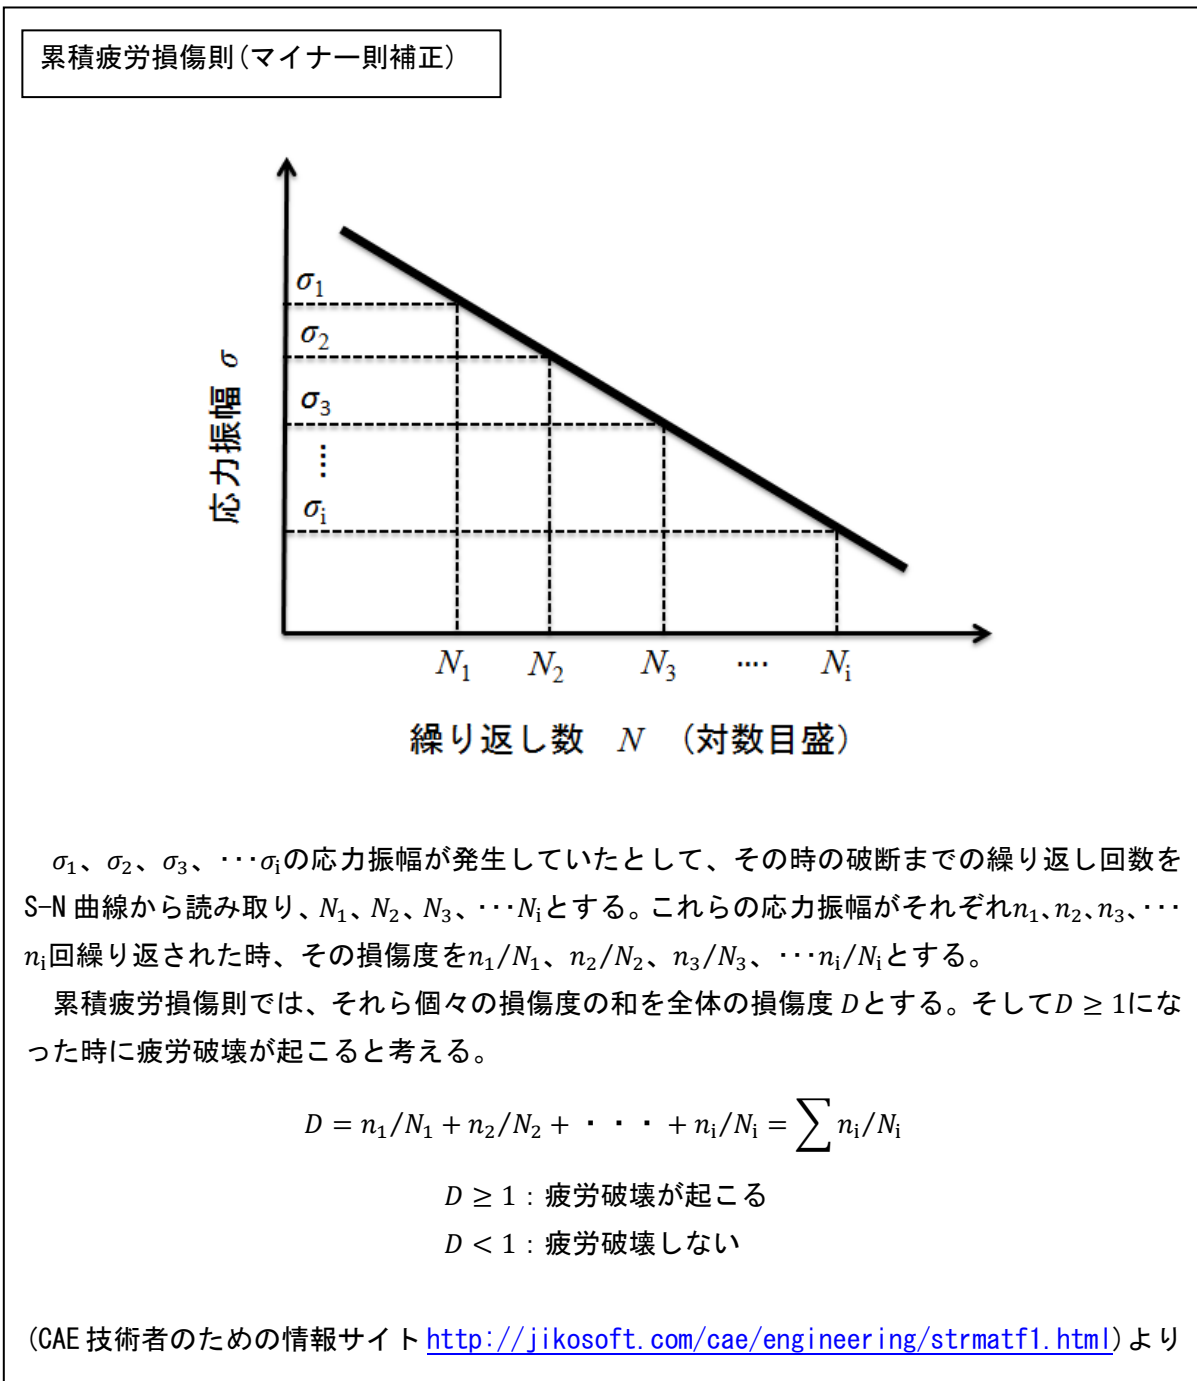 累積疲労損傷則(マイナー則補正)
応力振幅 σ
σ₁
σ₂
σ₃
⋮
σᵢ
N₁ N₂ N₃ ···· Nᵢ
繰り返し数 N (対数目盛)
σ₁、σ₂、σ₃、･･･σᵢの応力振幅が発生していたとして、その時の破断までの繰り返し回数を
S-N 曲線から読み取り、N₁、N₂、N₃、･･･Nᵢとする。これらの応力振幅がそれぞれn₁、n₂、n₃、･･･
nᵢ回繰り返された時、その損傷度をn₁/N₁、n₂/N₂、n₃/N₃、･･･nᵢ/Nᵢとする。
累積疲労損傷則では、それら個々の損傷度の和を全体の損傷度 Dとする。そしてD ≥ 1にな
った時に疲労破壊が起こると考える。
D = n₁/N₁ + n₂/N₂ + ・ ・ ・ + nᵢ/Nᵢ = ∑ nᵢ/Nᵢ
D ≥ 1：疲労破壊が起こる
D < 1：疲労破壊しない
(CAE 技術者のための情報サイト http://jikosoft.com/cae/engineering/strmatf1.html)より